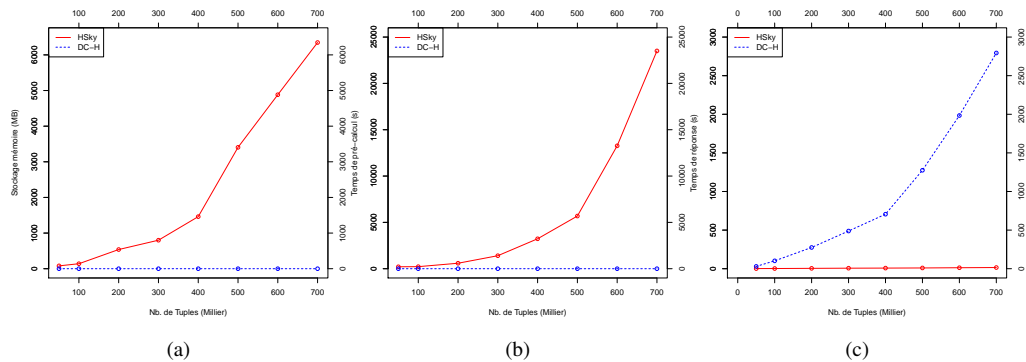 100 200 300 400 500 600 700
HSky
DC−H
Stockage mémoire (MB)
0 1000 2000 3000 4000 5000 6000
0 1000 2000 3000 4000 5000 6000
100 200 300 400 500 600 700
Nb. de Tuples (Millier)
(a)
100 200 300 400 500 600 700
HSky
DC−H
Temps de pré−calcul (s)
0 5000 10000 15000 20000 25000
0 5000 10000 15000 20000 25000
100 200 300 400 500 600 700
Nb. de Tuples (Millier)
(b)
0 100 200 300 400 500 600 700
HSky
DC−H
Temps de réponse (s)
0 500 1000 1500 2000 2500 3000
0 500 1000 1500 2000 2500 3000
0 100 200 300 400 500 600 700
Nb. de Tuples (Millier)
(c)